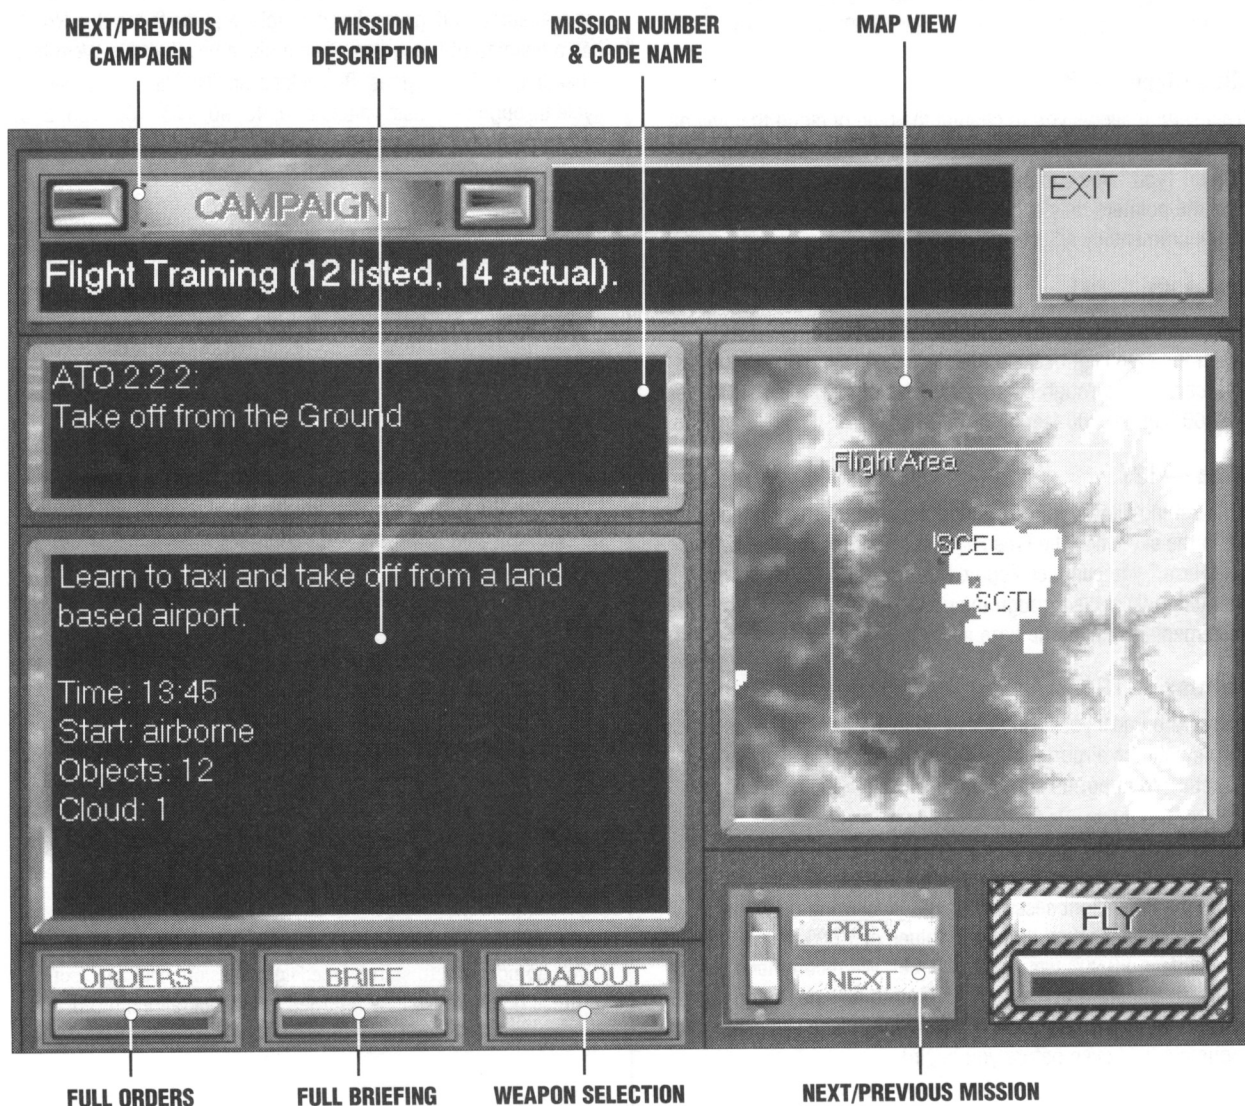 NEXT/PREVIOUS
CAMPAIGN
MISSION
DESCRIPTION
MISSION NUMBER
& CODE NAME
MAP VIEW
CAMPAIGN
EXIT
Flight Training (12 listed, 14 actual).
ATO.2.2.2:
Take off from the Ground
Flight Area
SCEL
SCTI
Learn to taxi and take off from a land
based airport.
Time: 13:45
Start: airborne
Objects: 12
Cloud: 1
PREV
NEXT
FLY
ORDERS
BRIEF
LOADOUT
FULL ORDERS
FULL BRIEFING
WEAPON SELECTION
NEXT/PREVIOUS MISSION